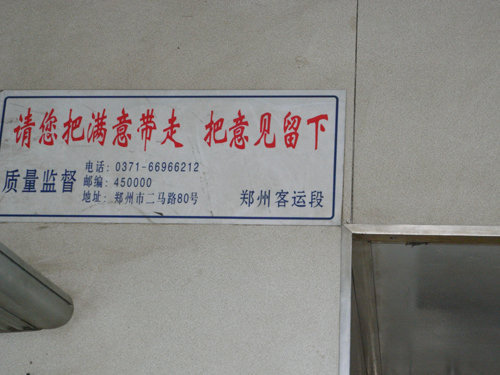 请您把满意带走 把意见留下
质量监督
电话: 0371-66966212
邮编: 450000
地址: 郑州市二马路80号
郑州客运段